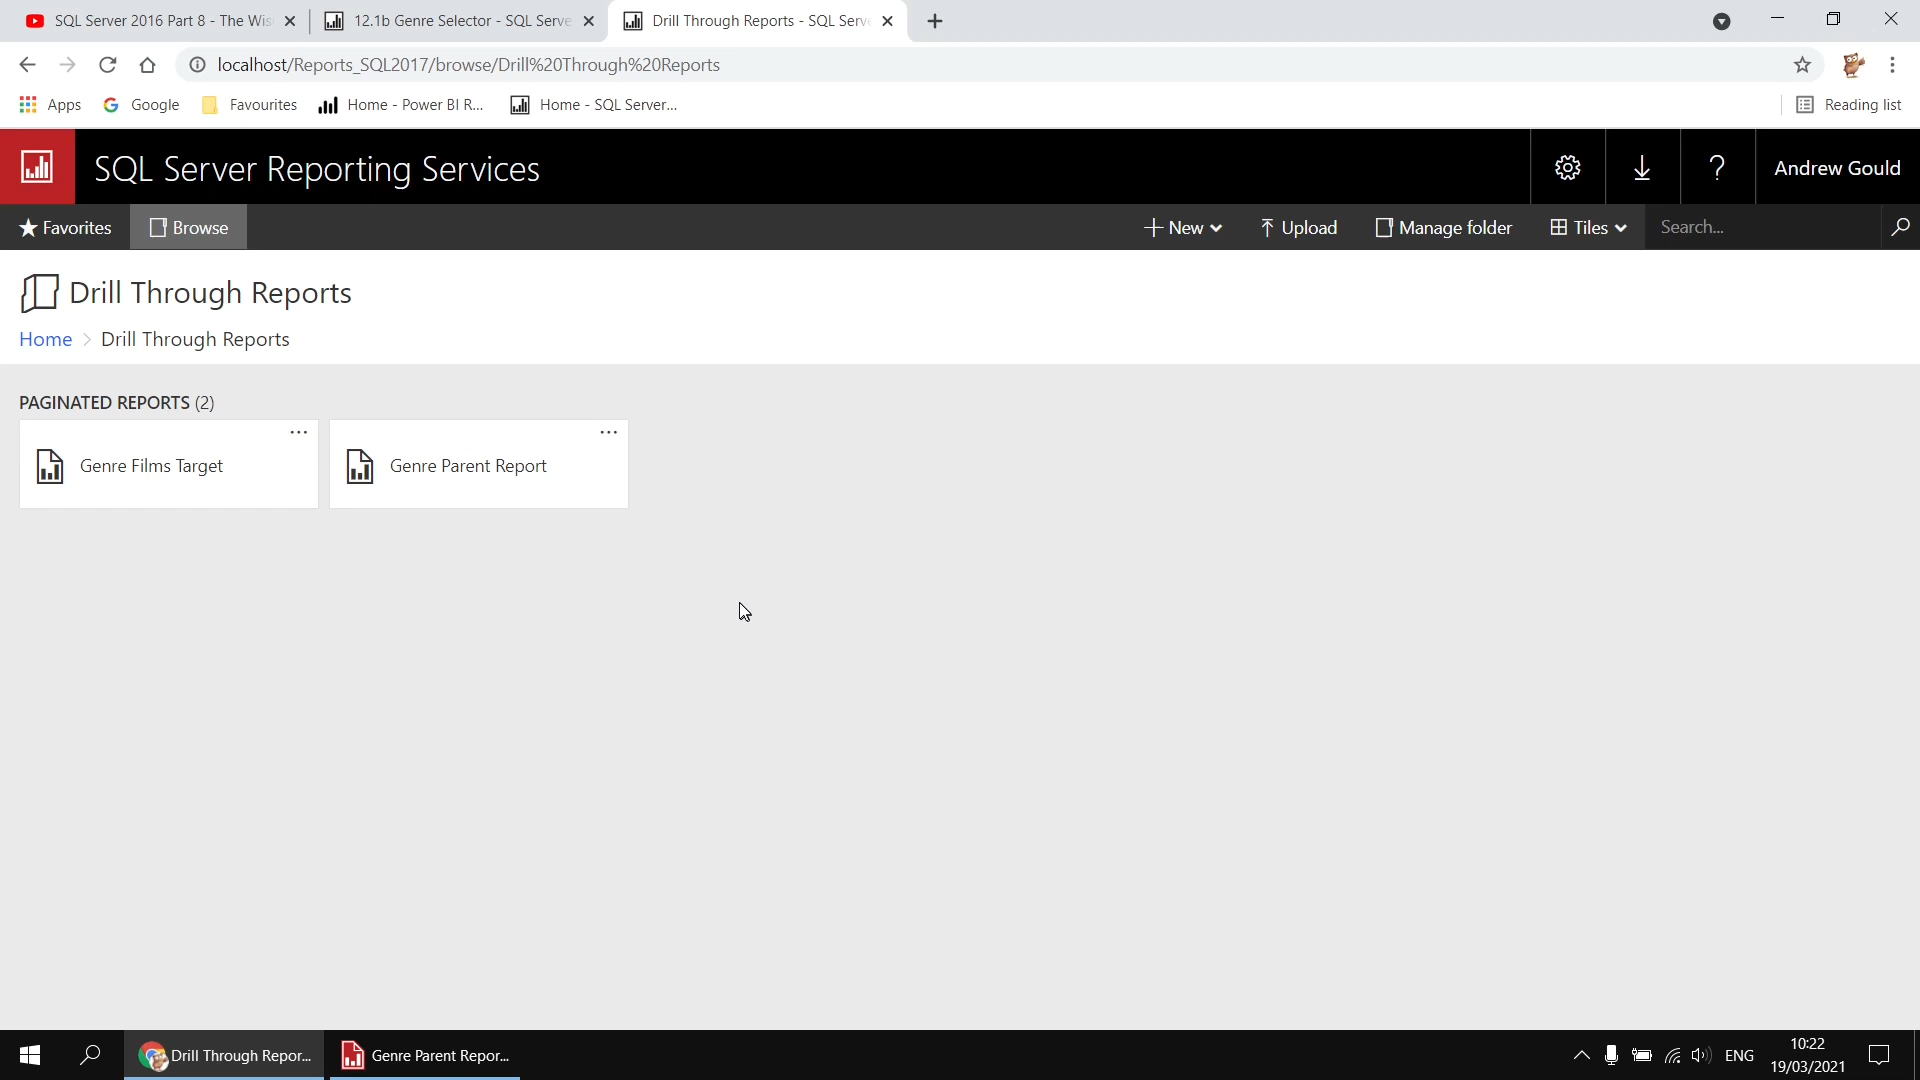 SQL Server 2016 Part 8 - The Wis
12.1b Genre Selector - SQL Serve
Drill Through Reports - SQL Serv
localhost/Reports_SQL2017/browse/Drill%20Through%20Reports
Apps
Google
Favourites
Home - Power BI R...
Home - SQL Server...
Reading list
SQL Server Reporting Services
Andrew Gould
Favorites
Browse
New
Upload
Manage folder
Tiles
Search...
Drill Through Reports
Home > Drill Through Reports
PAGINATED REPORTS (2)
Genre Films Target
Genre Parent Report
Drill Through Repor...
Genre Parent Repor...
ENG
10:22
19/03/2021